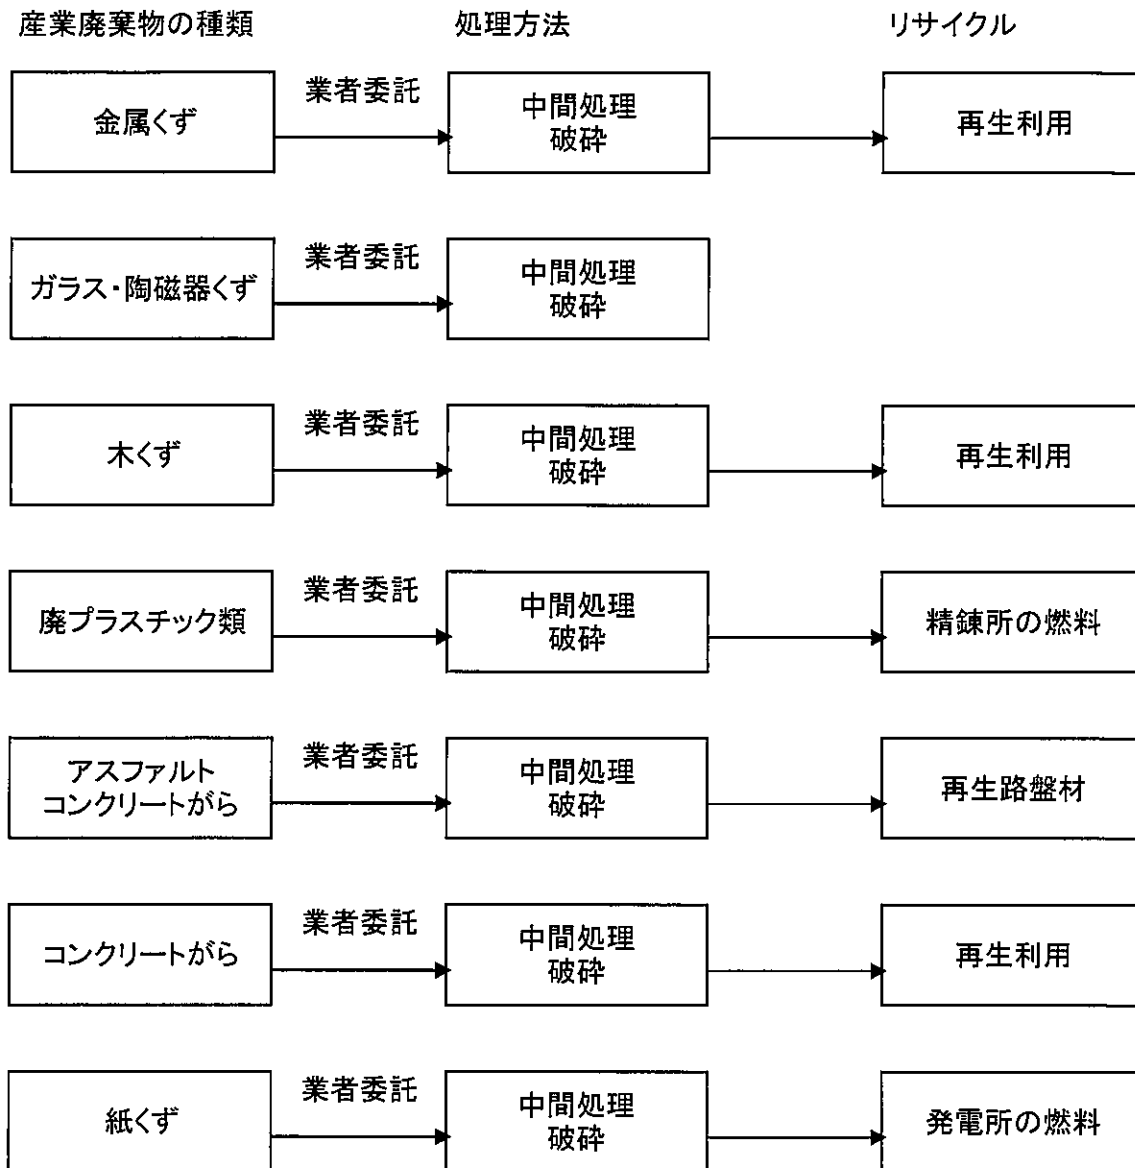 産業廃棄物の種類 処理方法 リサイクル
業者委託
金属くず
中間処理
破砕
再生利用
業者委託
ガラス・陶磁器くず
中間処理
破砕
業者委託
木くず
中間処理
破砕
再生利用
業者委託
廃プラスチック類
中間処理
破砕
精錬所の燃料
業者委託
アスファルト
コンクリートがら
中間処理
破砕
再生路盤材
業者委託
コンクリートがら
中間処理
破砕
再生利用
業者委託
紙くず
中間処理
破砕
発電所の燃料